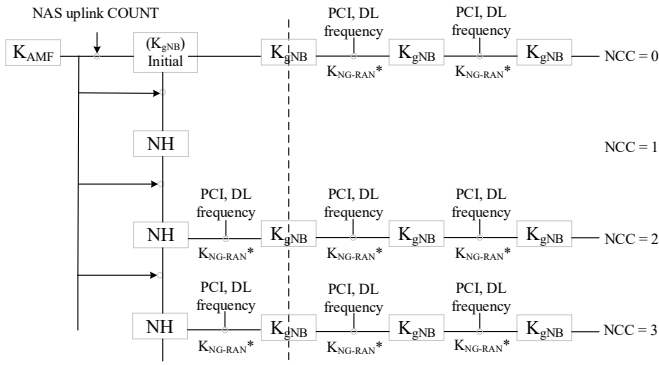 NAS uplink COUNT
PCI, DL
frequency
PCI, DL
frequency
K_AMF
(K_gNB)
Initial
K_gNB
K_NG-RAN*
K_gNB
K_NG-RAN*
K_gNB
NCC = 0
NH
NCC = 1
PCI, DL
frequency
PCI, DL
frequency
PCI, DL
frequency
NH
K_NG-RAN*
K_gNB
K_NG-RAN*
K_gNB
K_NG-RAN*
K_gNB
NCC = 2
PCI, DL
frequency
PCI, DL
frequency
PCI, DL
frequency
NH
K_NG-RAN*
K_gNB
K_NG-RAN*
K_gNB
K_NG-RAN*
K_gNB
NCC = 3